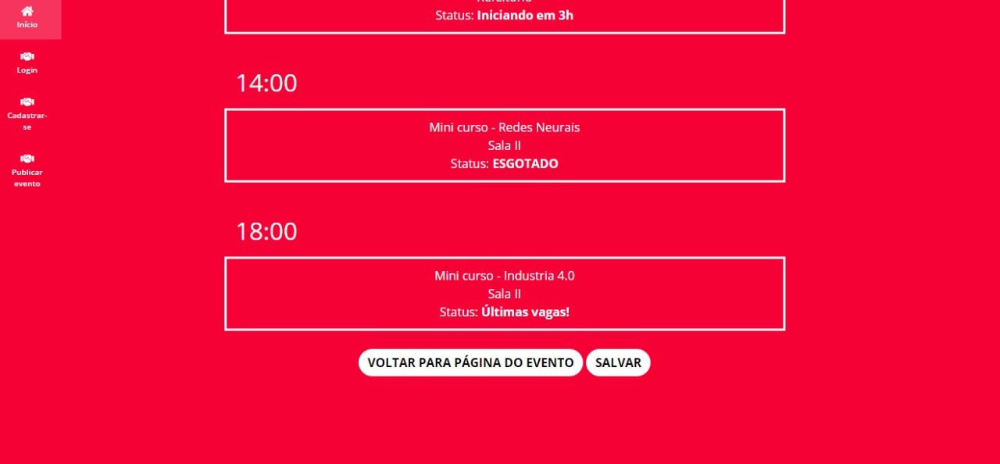 Início
Login
Cadastrar-
se
Publicar
evento
Status: Iniciando em 3h
14:00
Mini curso - Redes Neurais
Sala II
Status: ESGOTADO
18:00
Mini curso - Industria 4.0
Sala II
Status: Últimas vagas!
VOLTAR PARA PÁGINA DO EVENTO SALVAR